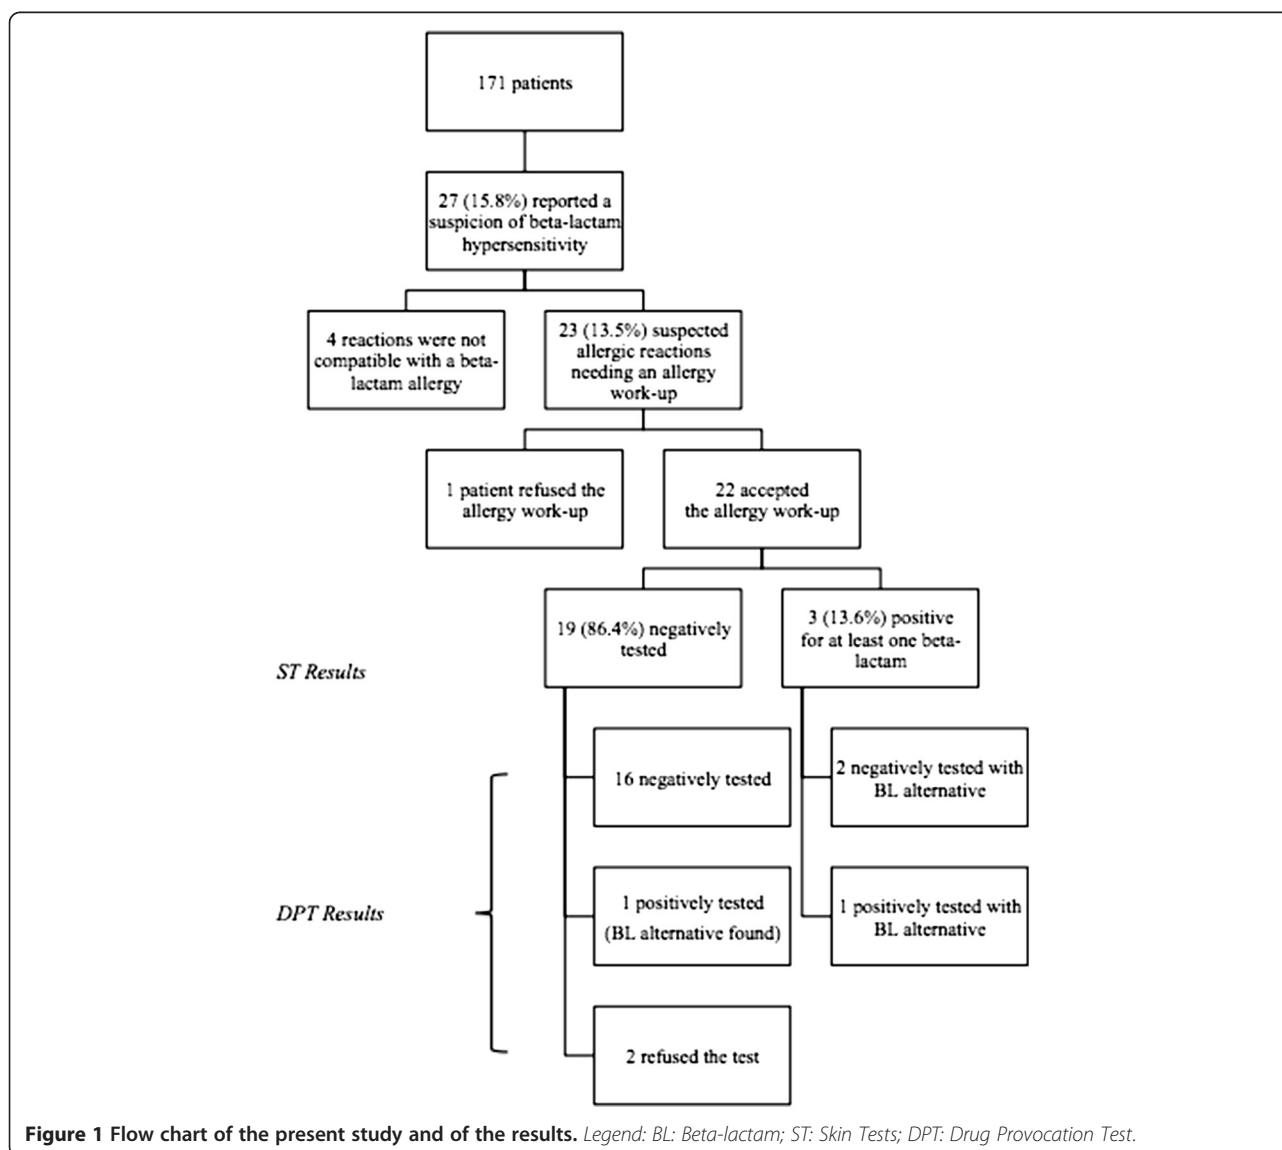 171 patients
27 (15.8%) reported a
suspicion of beta-lactam
hypersensitivity
4 reactions were not
compatible with a beta-
lactam allergy
23 (13.5%) suspected
allergic reactions
needing an allergy
work-up
1 patient refused the
allergy work-up
22 accepted
the allergy work-up
19 (86.4%) negatively
tested
3 (13.6%) positive
for at least one beta-
lactam
ST Results
16 negatively tested
2 negatively tested with
BL alternative
DPT Results
1 positively tested
(BL alternative found)
1 positively tested with
BL alternative
2 refused the test
Figure 1 Flow chart of the present study and of the results. Legend: BL: Beta-lactam; ST: Skin Tests; DPT: Drug Provocation Test.